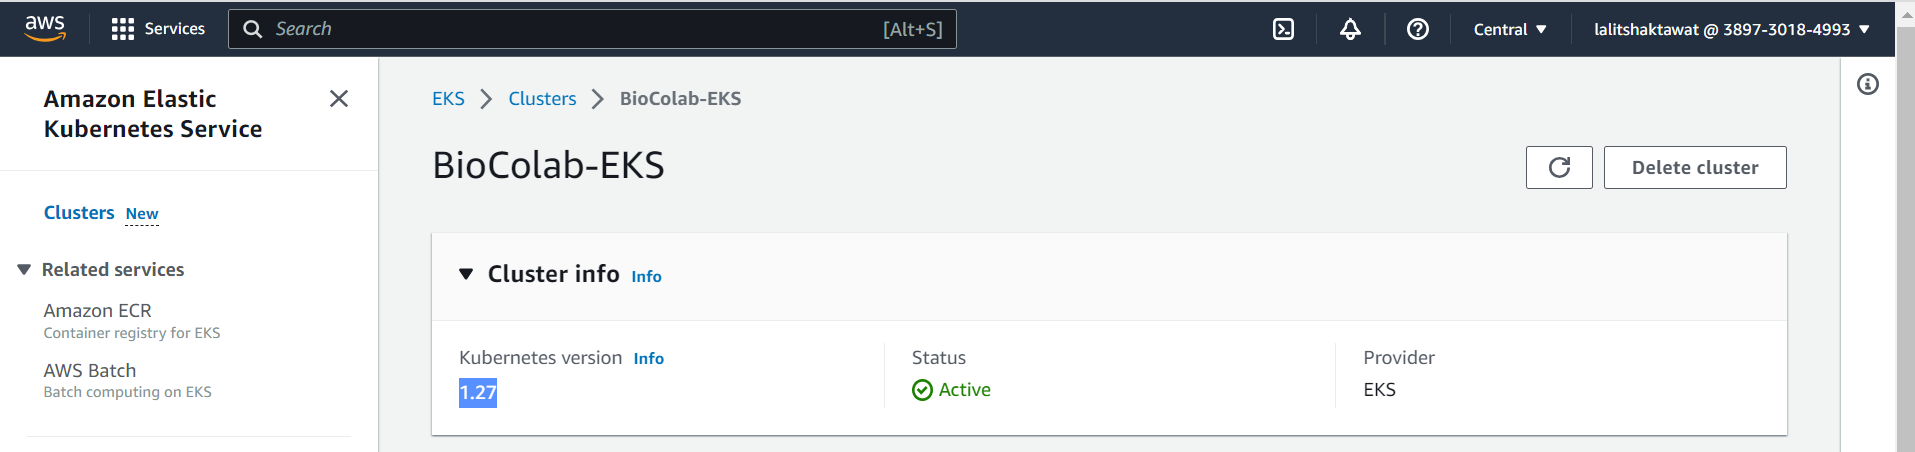 aws
Services
Search
[Alt+S]
Central
lalitshaktawat @ 3897-3018-4993
Amazon Elastic
Kubernetes Service
Clusters New
Related services
Amazon ECR
Container registry for EKS
AWS Batch
Batch computing on EKS
EKS
Clusters
BioColab-EKS
BioColab-EKS
Delete cluster
Cluster info Info
Kubernetes version Info
1.27
Status
Active
Provider
EKS